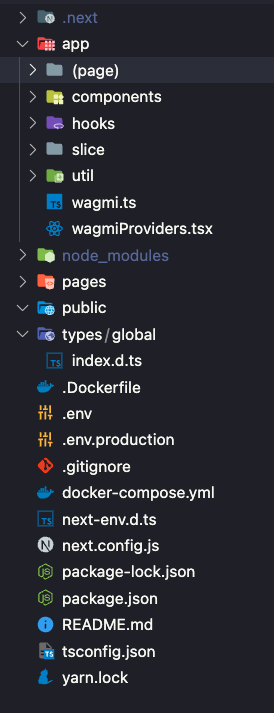 .next
app
(page)
components
hooks
slice
util
wagmi.ts
wagmiProviders.tsx
node_modules
pages
public
types/global
index.d.ts
.Dockerfile
.env
.env.production
.gitignore
docker-compose.yml
next-env.d.ts
next.config.js
package-lock.json
package.json
README.md
tsconfig.json
yarn.lock